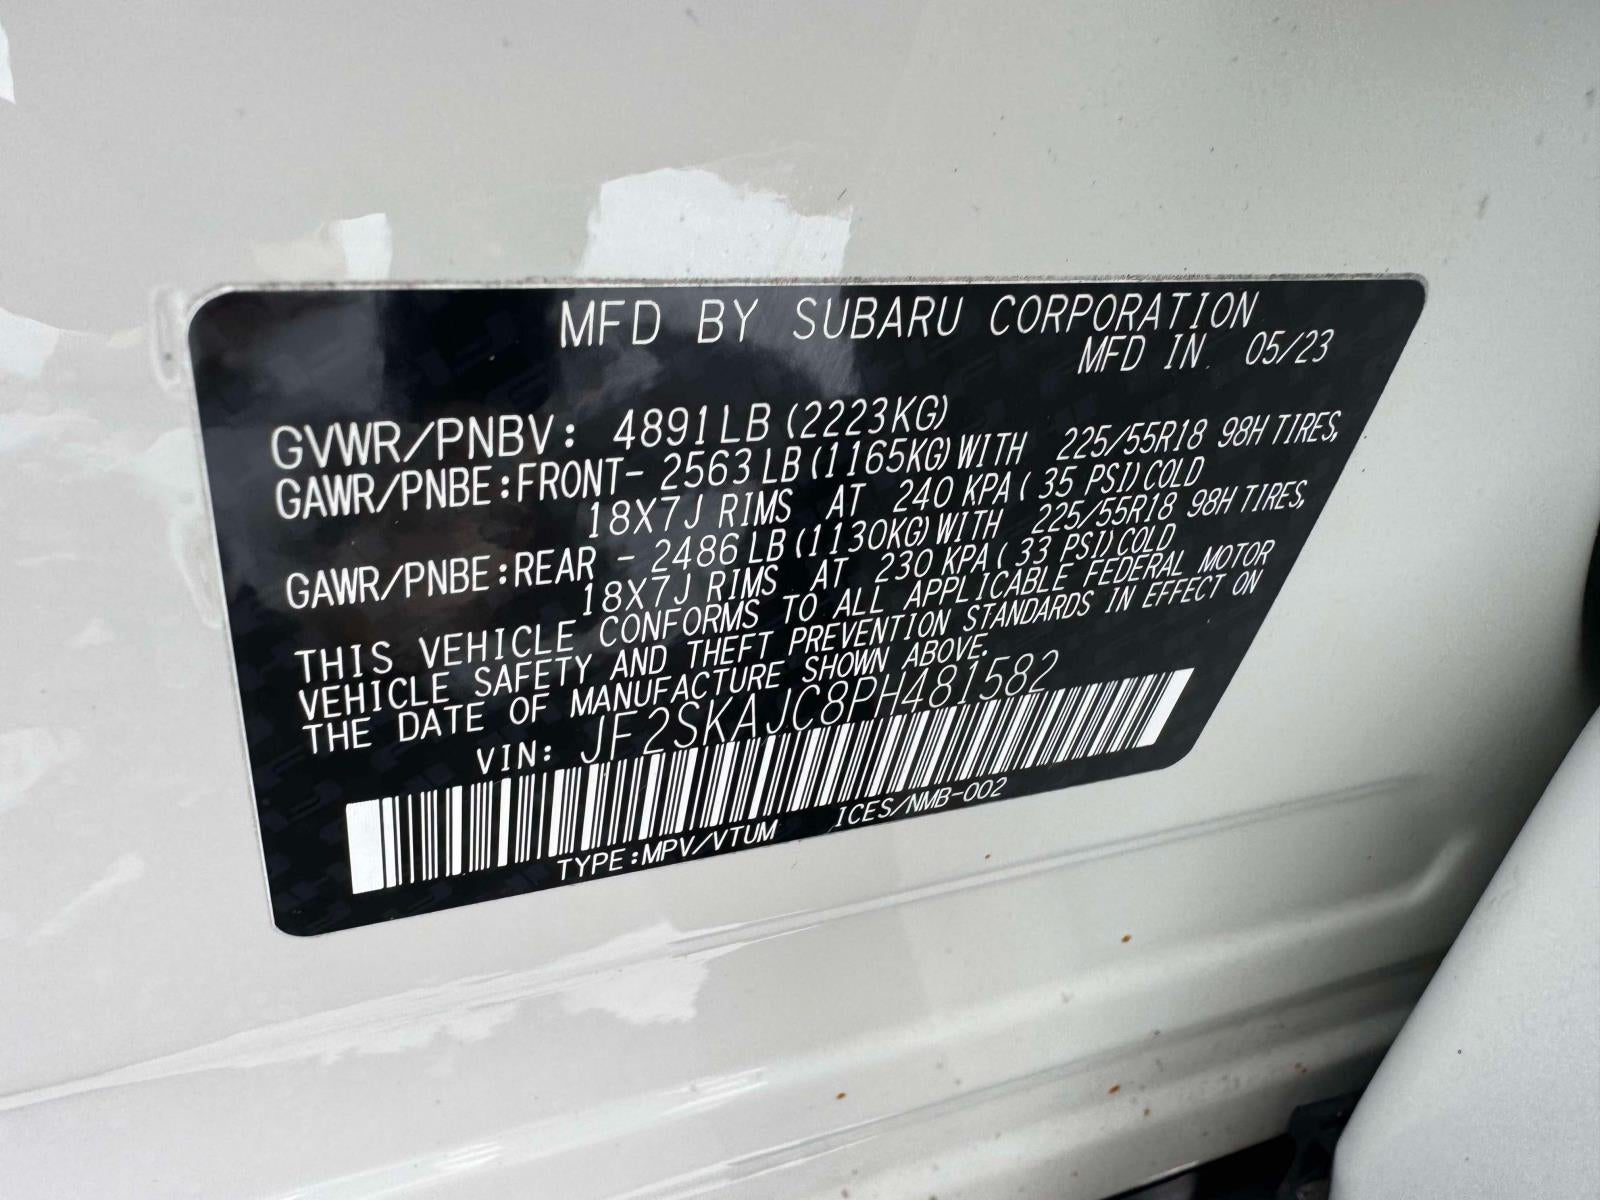 MFD BY SUBARU CORPORATION
MFD IN 05/23
GVWR/PNBV: 4891LB (2223KG)
GAWR/PNBE:FRONT- 2563 LB (1165KG) WITH 225/55R18 98H TIRES,
18X7J RIMS AT 240 KPA ( 35 PSI) COLD
GAWR/PNBE:REAR - 2486 LB (1130KG) WITH 225/55R18 98H TIRES,
18X7J RIMS AT 230 KPA ( 33 PSI) COLD
THIS VEHICLE CONFORMS TO ALL APPLICABLE FEDERAL MOTOR
VEHICLE SAFETY AND THEFT PREVENTION STANDARDS IN EFFECT ON
THE DATE OF MANUFACTURE SHOWN ABOVE.
VIN: JF2SKAJC8PH481582
TYPE:MPV/VTUM ICES/NMB-002